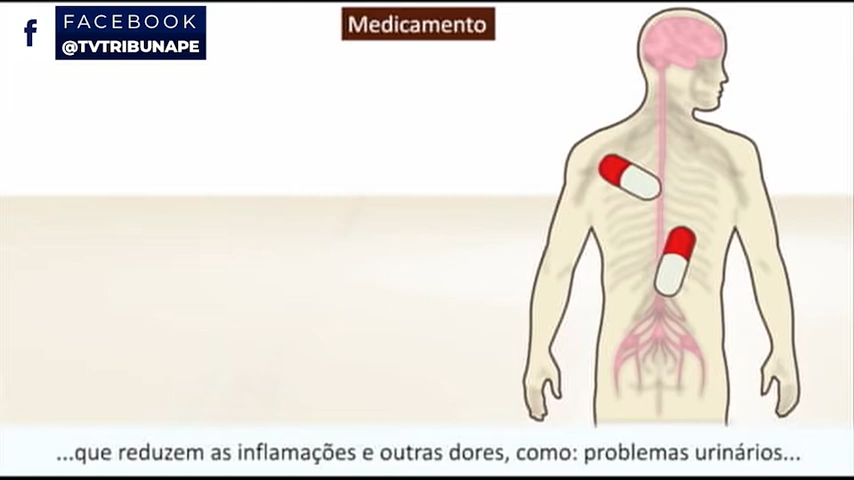 f
FACEBOOK
@TVTRIBUNAPE
Medicamento
...que reduzem as inflamações e outras dores, como: problemas urinários...